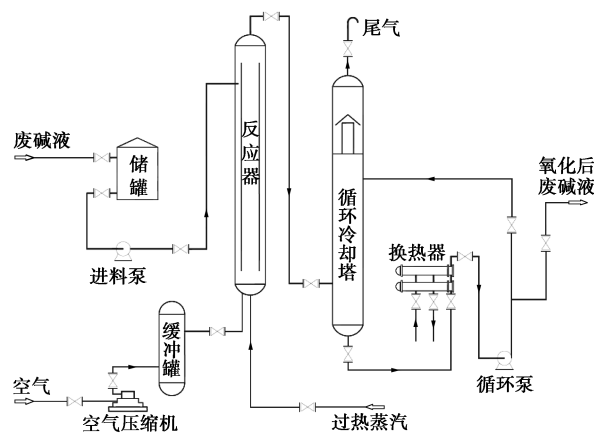 尾气
废碱液
储
罐
反
应
器
氧化后
废碱液
循
环
冷
却
塔
换热器
进料泵
缓
冲
罐
空气
空气压缩机
循环泵
过热蒸汽